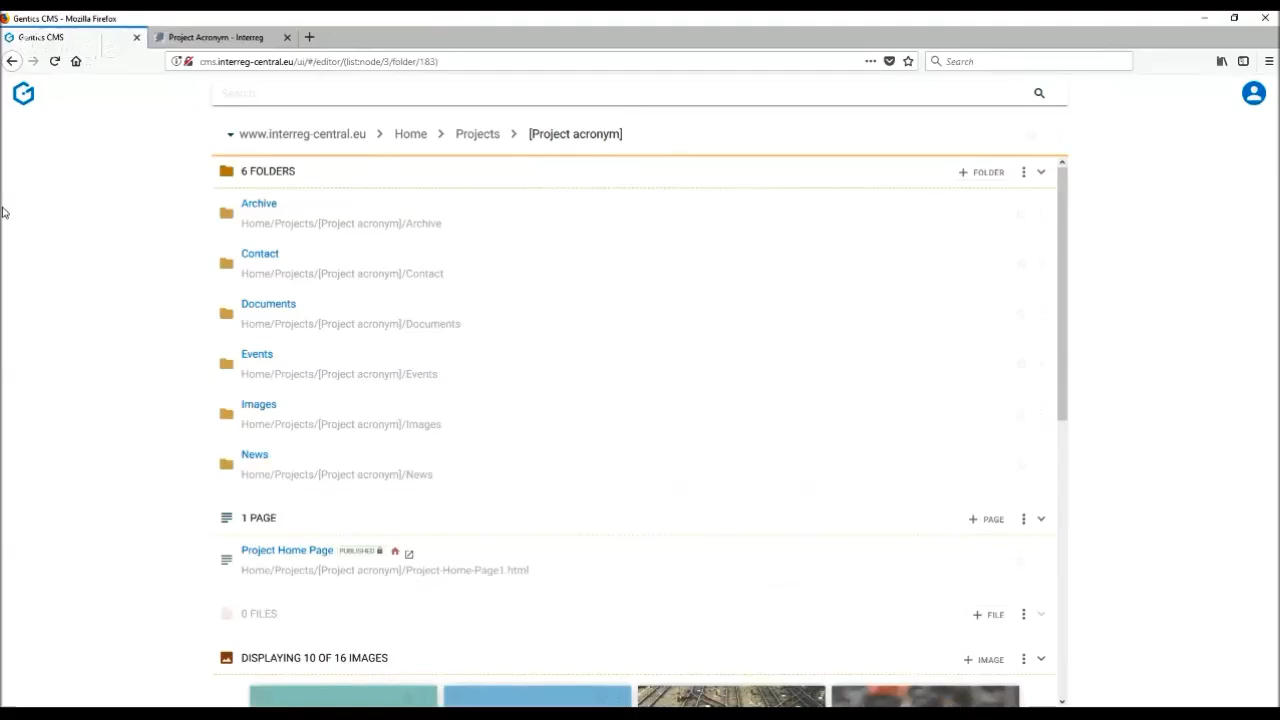 Gentics CMS - Mozilla Firefox
Gentics CMS
Project Acronym - Interreg
cms.interreg-central.eu/ui/#/editor/(list:node/3/folder/183)
Search
Search
www.interreg-central.eu > Home > Projects > [Project acronym]
6 FOLDERS
+ FOLDER
Archive
Home/Projects/[Project acronym]/Archive
Contact
Home/Projects/[Project acronym]/Contact
Documents
Home/Projects/[Project acronym]/Documents
Events
Home/Projects/[Project acronym]/Events
Images
Home/Projects/[Project acronym]/Images
News
Home/Projects/[Project acronym]/News
1 PAGE
+ PAGE
Project Home Page PUBLISHED
Home/Projects/[Project acronym]/Project-Home-Page1.html
0 FILES
+ FILE
DISPLAYING 10 OF 16 IMAGES
+ IMAGE